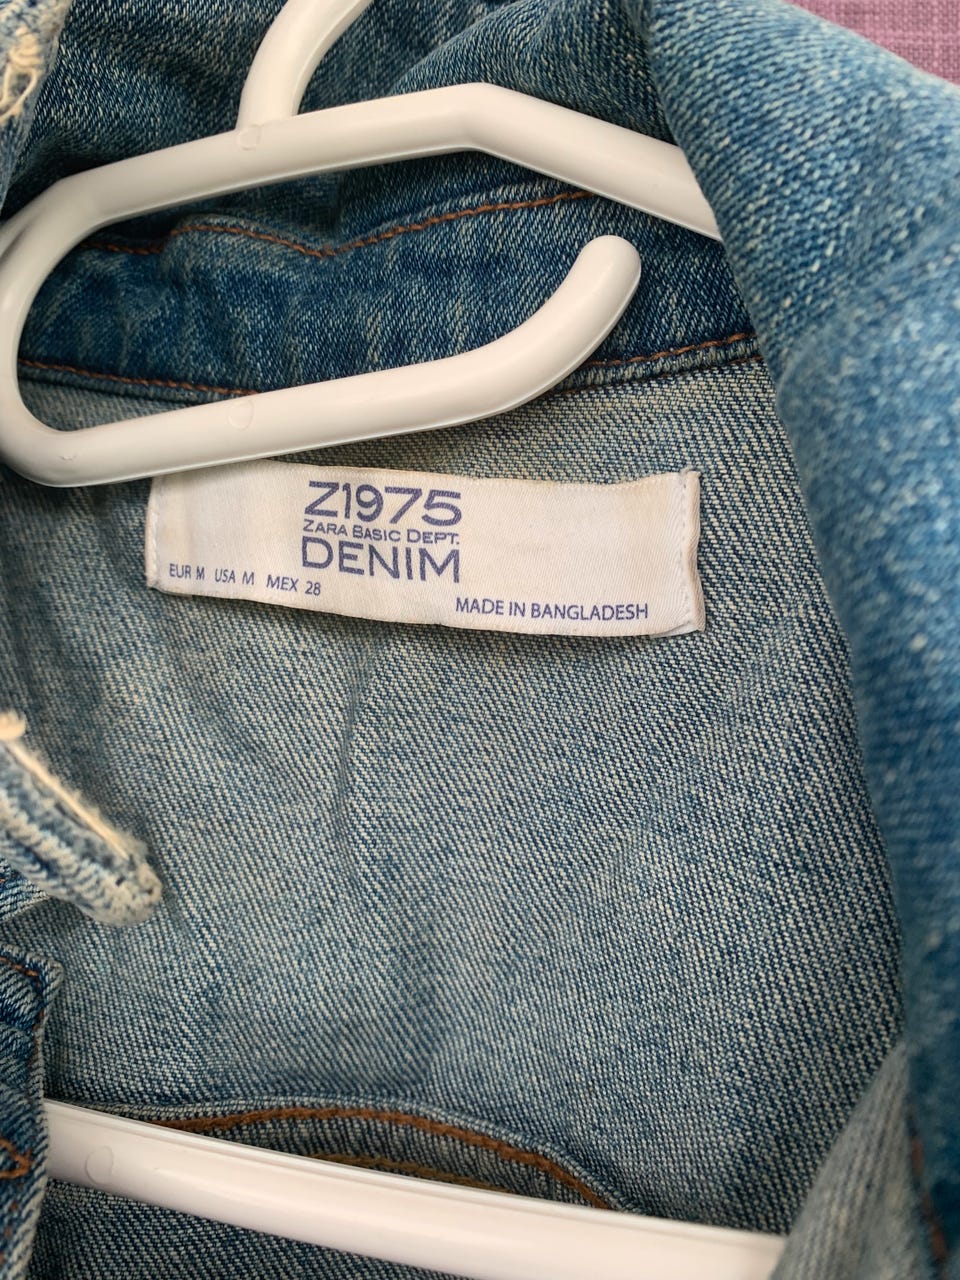 Z1975
ZARA BASIC DEPT.
DENIM
EUR M USA M MEX 28
MADE IN BANGLADESH